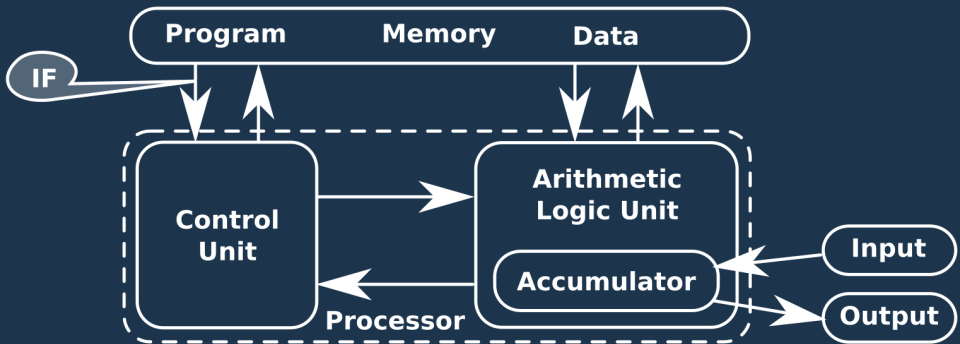 Program Memory Data
IF
Control
Unit
Arithmetic
Logic Unit
Accumulator
Input
Output
Processor